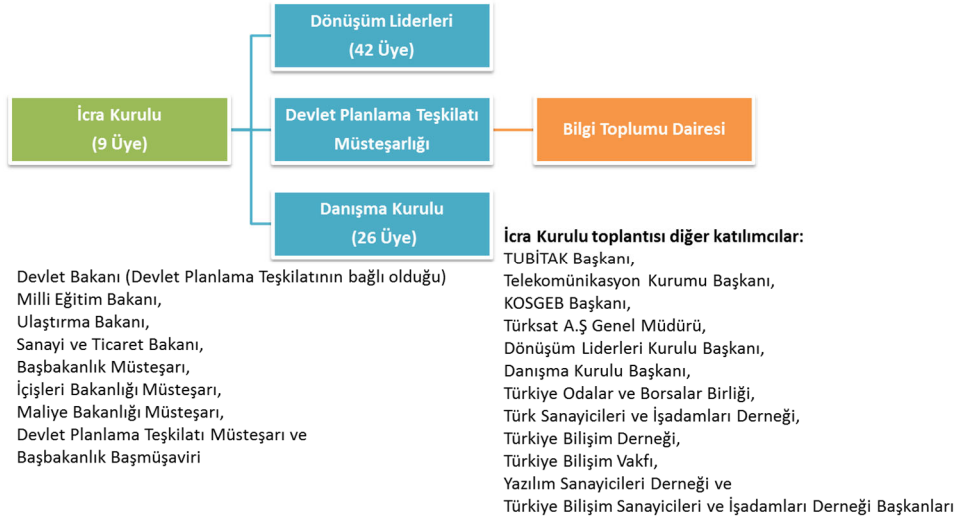 Dönüşüm Liderleri
(42 Üye)
İcra Kurulu
(9 Üye)
Devlet Planlama Teşkilatı
Müsteşarlığı
Bilgi Toplumu Dairesi
Danışma Kurulu
(26 Üye)
Devlet Bakanı (Devlet Planlama Teşkilatının bağlı olduğu)
Milli Eğitim Bakanı,
Ulaştırma Bakanı,
Sanayi ve Ticaret Bakanı,
Başbakanlık Müsteşarı,
İçişleri Bakanlığı Müsteşarı,
Maliye Bakanlığı Müsteşarı,
Devlet Planlama Teşkilatı Müsteşarı ve
Başbakanlık Başmüşaviri
İcra Kurulu toplantısı diğer katılımcılar:
TUBİTAK Başkanı,
Telekomünikasyon Kurumu Başkanı,
KOSGEB Başkanı,
Türksat A.Ş Genel Müdürü,
Dönüşüm Liderleri Kurulu Başkanı,
Danışma Kurulu Başkanı,
Türkiye Odalar ve Borsalar Birliği,
Türk Sanayicileri ve İşadamları Derneği,
Türkiye Bilişim Derneği,
Türkiye Bilişim Vakfı,
Yazılım Sanayicileri Derneği ve
Türkiye Bilişim Sanayicileri ve İşadamları Derneği Başkanları